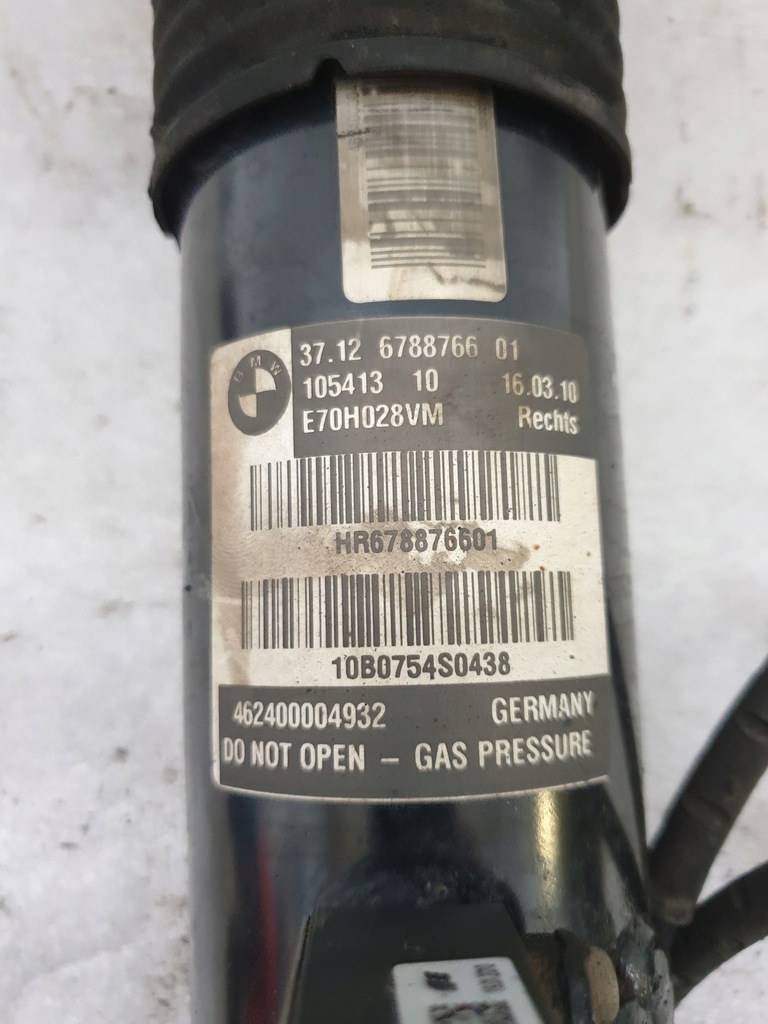 BMW
37.12 6788766 01
105413 10 16.03.10
E70H028VM Rechts
HR678876601
10B0754S0438
462400004932 GERMANY
DO NOT OPEN – GAS PRESSURE